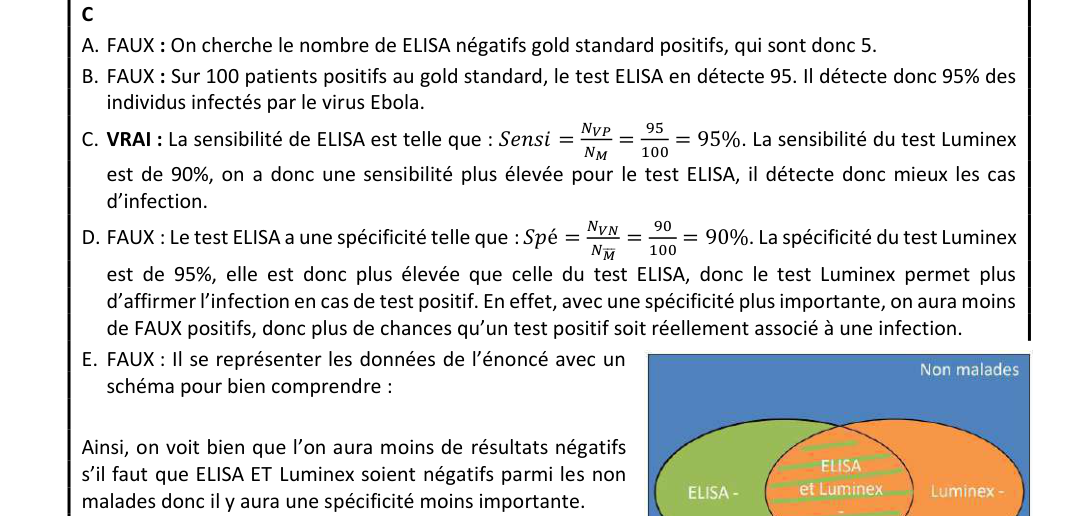 C
A. FAUX : On cherche le nombre de ELISA négatifs gold standard positifs, qui sont donc 5.
B. FAUX : Sur 100 patients positifs au gold standard, le test ELISA en détecte 95. Il détecte donc 95% des
individus infectés par le virus Ebola.
C. VRAI : La sensibilité de ELISA est telle que : Sensi = N_VP/N_M = 95/100 = 95%. La sensibilité du test Luminex
est de 90%, on a donc une sensibilité plus élevée pour le test ELISA, il détecte donc mieux les cas
d’infection.
D. FAUX : Le test ELISA a une spécificité telle que : Spé = N_VN/N_M̅ = 90/100 = 90%. La spécificité du test Luminex
est de 95%, elle est donc plus élevée que celle du test ELISA, donc le test Luminex permet plus
d’affirmer l’infection en cas de test positif. En effet, avec une spécificité plus importante, on aura moins
de FAUX positifs, donc plus de chances qu’un test positif soit réellement associé à une infection.
E. FAUX : Il se représenter les données de l’énoncé avec un
schéma pour bien comprendre :
Ainsi, on voit bien que l’on aura moins de résultats négatifs
s’il faut que ELISA ET Luminex soient négatifs parmi les non
malades donc il y aura une spécificité moins importante.
Non malades
ELISA -
ELISA
et Luminex
-
Luminex -